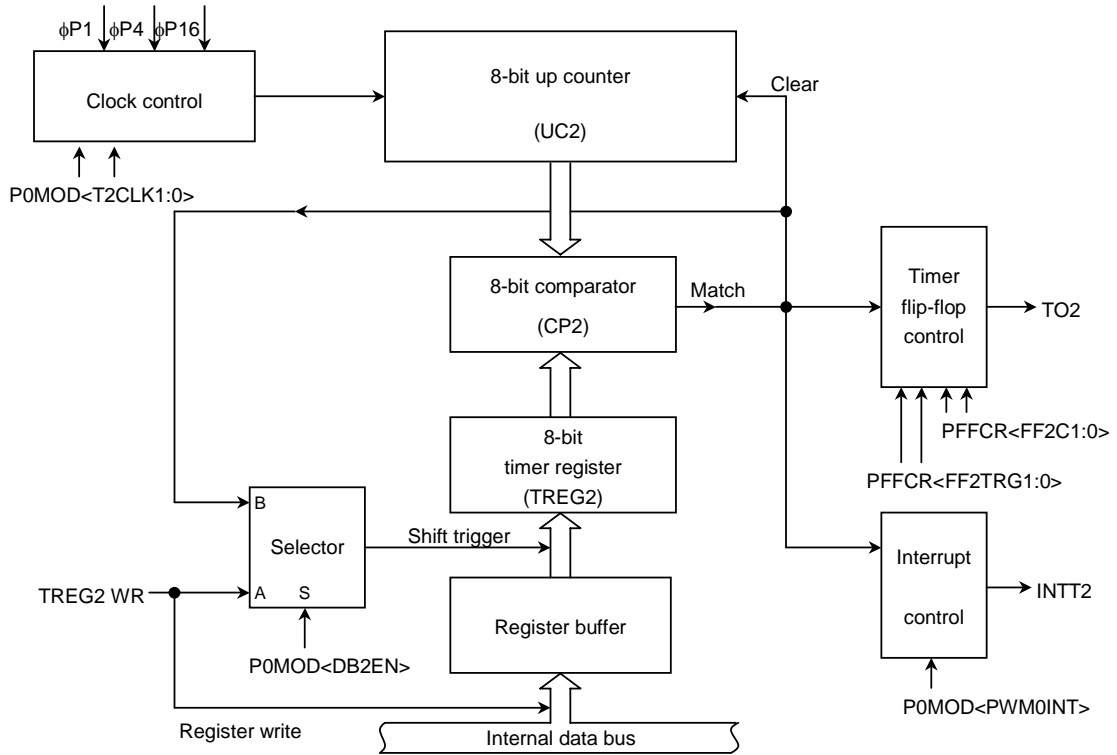 ϕP1 ϕP4 ϕP16
Clock control
P0MOD<T2CLK1:0>
8-bit up counter
(UC2)
Clear
8-bit comparator
(CP2)
Match
Timer
flip-flop
control
TO2
PFFCR<FF2C1:0>
PFFCR<FF2TRG1:0>
8-bit
timer register
(TREG2)
B
Selector
A S
Shift trigger
TREG2 WR
P0MOD<DB2EN>
Register buffer
Interrupt
control
INTT2
P0MOD<PWM0INT>
Register write
Internal data bus